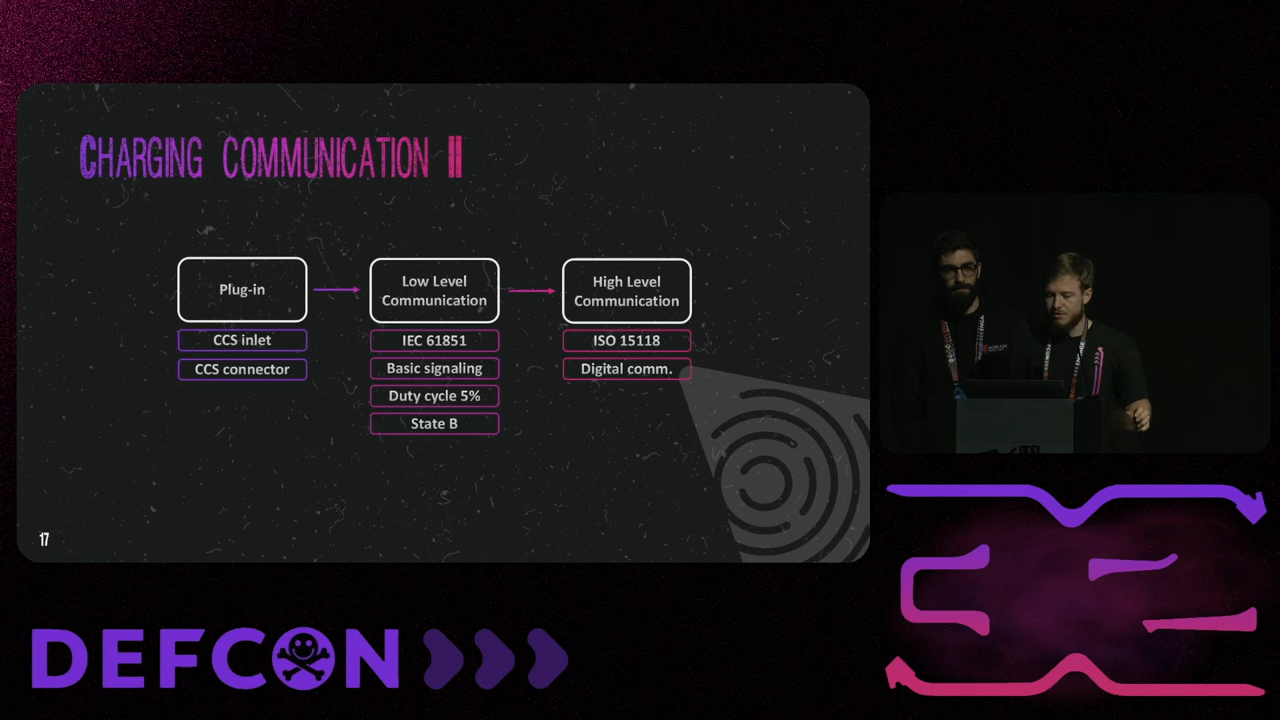 CHARGING COMMUNICATION II
Plug-in
CCS inlet
CCS connector
Low Level
Communication
IEC 61851
Basic signaling
Duty cycle 5%
State B
High Level
Communication
ISO 15118
Digital comm.
17
DEFCON